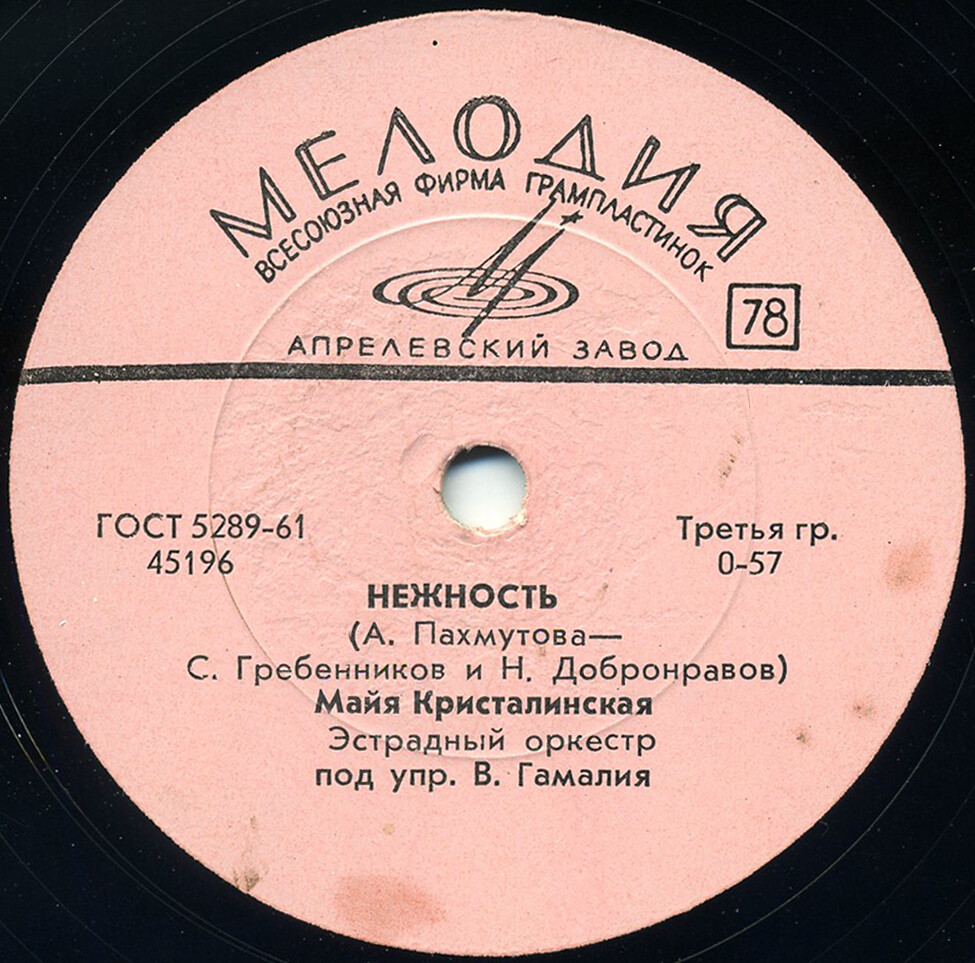 МЕЛОДИЯ
ВСЕСОЮЗНАЯ ФИРМА ГРАМПЛАСТИНОК
78
АПРЕЛЕВСКИЙ ЗАВОД
ГОСТ 5289-61
45196
Третья гр.
0-57
НЕЖНОСТЬ
(А. Пахмутова—
С. Гребенников и Н. Добронравов)
Майя Кристалинская
Эстрадный оркестр
под упр. В. Гамалия